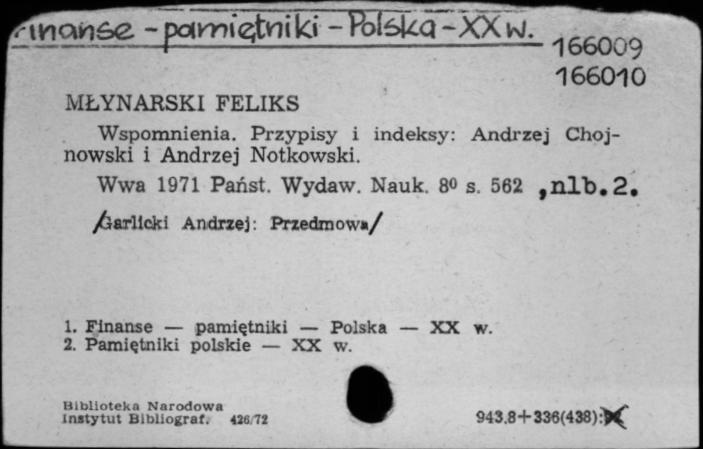 Finanse - pamiętniki - Polska - XX w.
166009
166010
MŁYNARSKI FELIKS
Wspomnienia. Przypisy i indeksy: Andrzej Choj-
nowski i Andrzej Notkowski.
Wwa 1971 Państ. Wydaw. Nauk. 8⁰ s. 562 ,nlb.2.
/Garlicki Andrzej: Przedmowa/
1. Finanse — pamiętniki — Polska — XX w.
2. Pamiętniki polskie — XX w.
Biblioteka Narodowa
Instytut Bibliograf. 426/72
943.8+336(438):